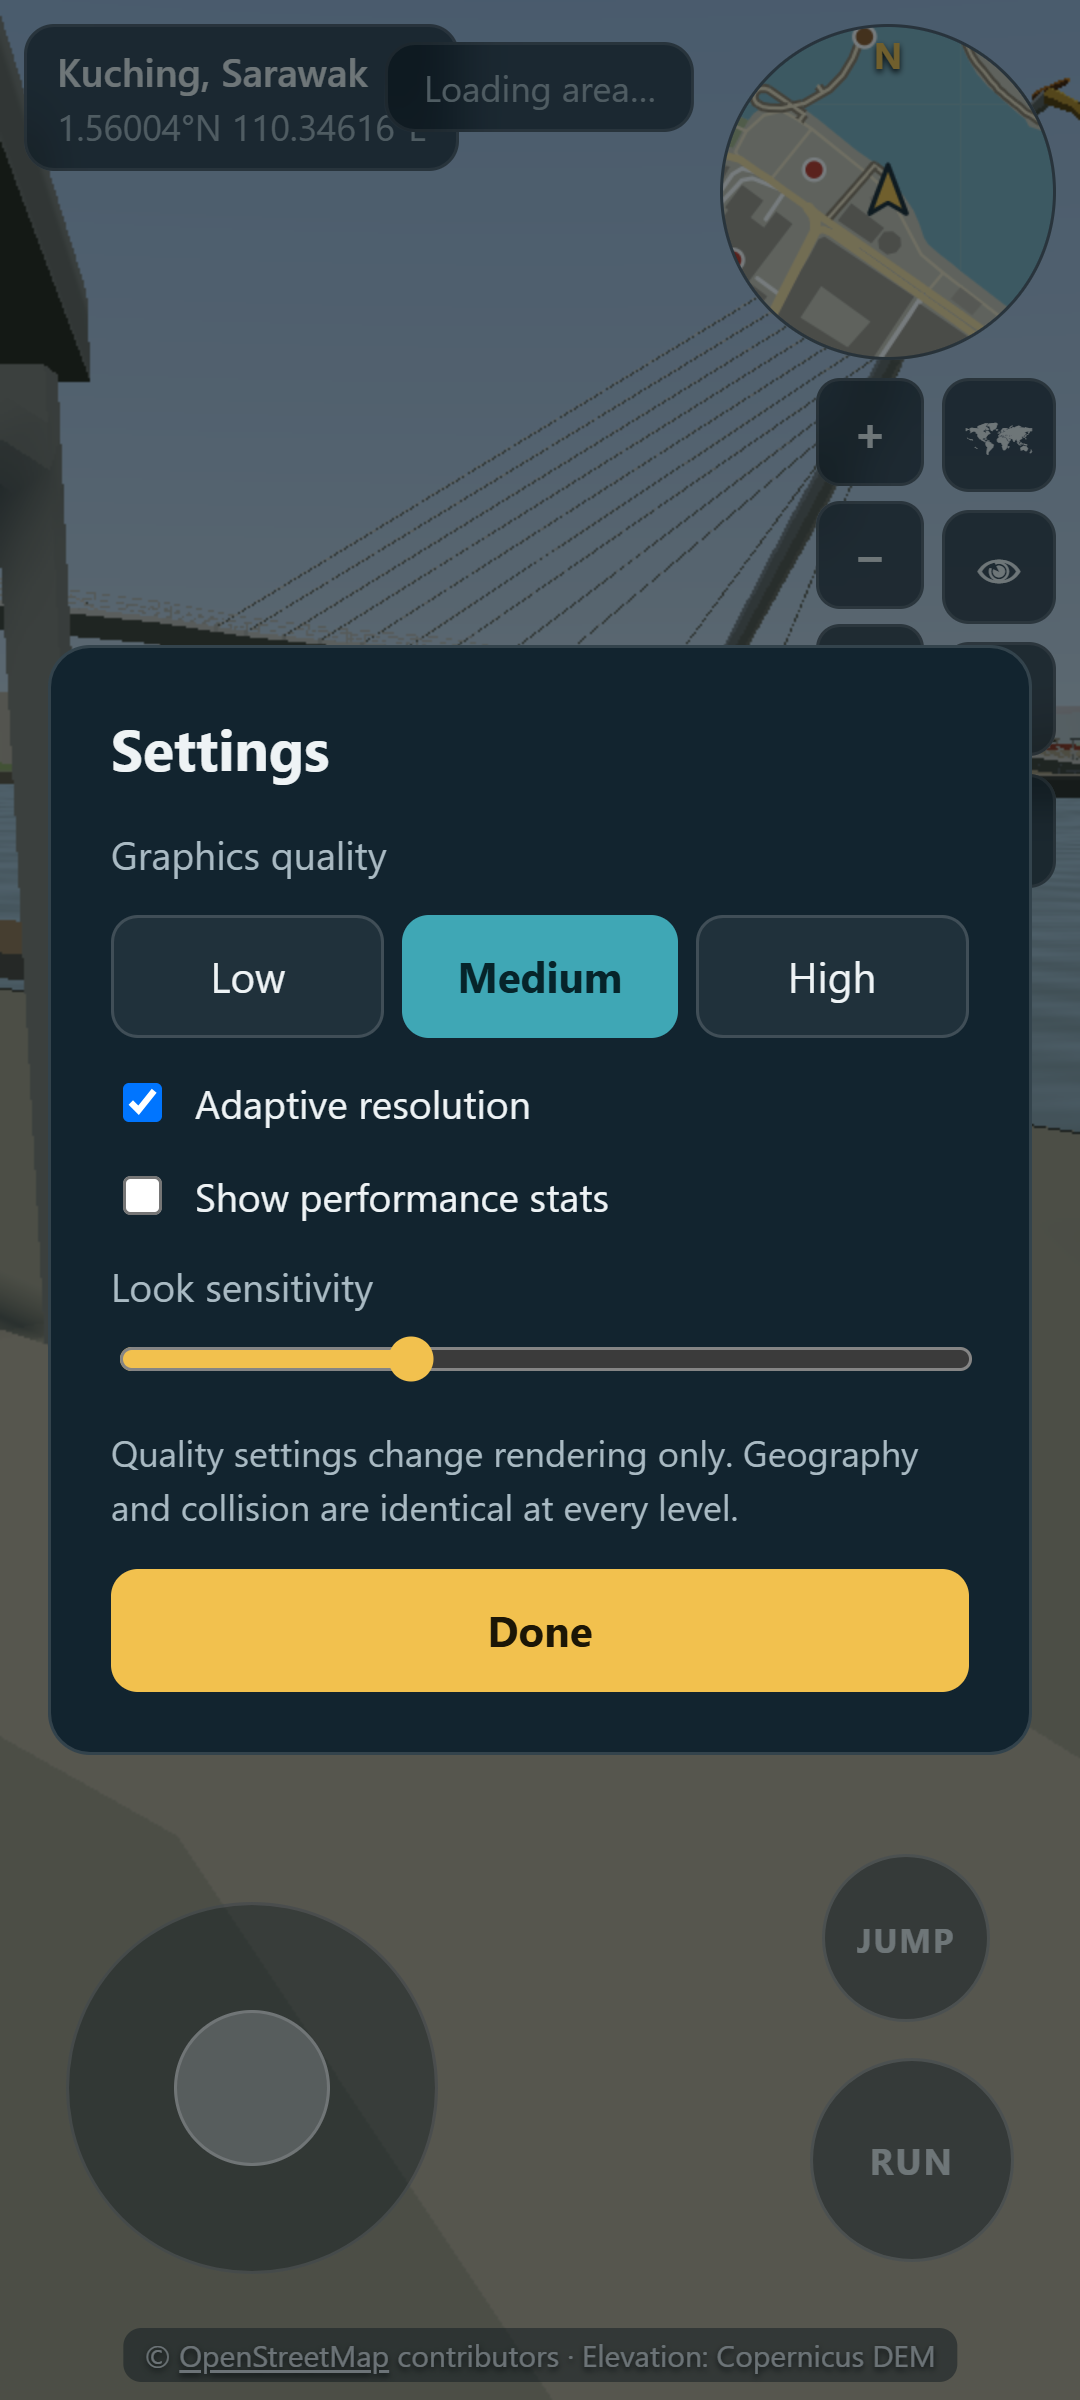 Kuching, Sarawak
Loading area...
1.56004°N 110.34616°E
N
+
−
Settings
Graphics quality
Low
Medium
High
Adaptive resolution
Show performance stats
Look sensitivity
Quality settings change rendering only. Geography
and collision are identical at every level.
Done
JUMP
RUN
© OpenStreetMap contributors · Elevation: Copernicus DEM